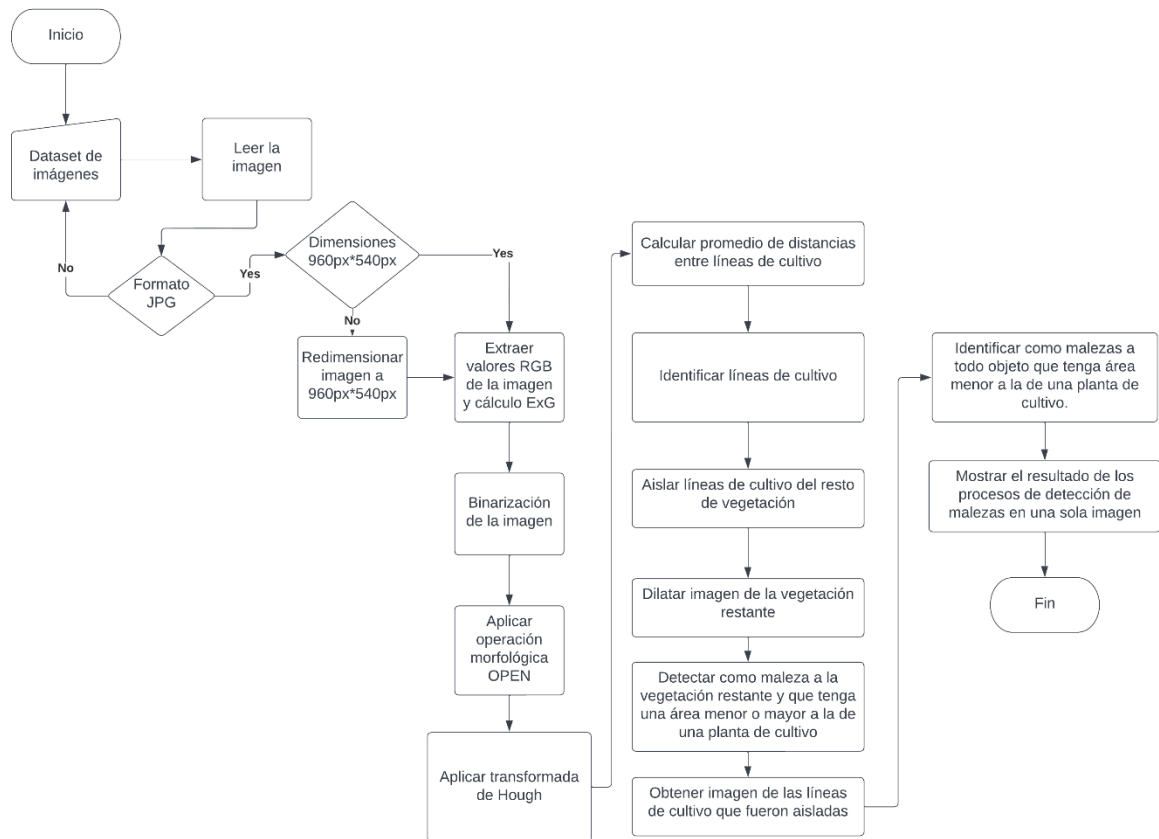 Inicio
Dataset de
imágenes
Leer la
imagen
No
Formato
JPG
Yes
Dimensiones
960px*540px
Yes
No
Redimensionar
imagen a
960px*540px
Extraer
valores RGB
de la imagen
y cálculo ExG
Binarización
de la imagen
Aplicar
operación
morfológica
OPEN
Aplicar transformada
de Hough
Calcular promedio de distancias
entre líneas de cultivo
Identificar líneas de cultivo
Aislar líneas de cultivo del resto
de vegetación
Dilatar imagen de la vegetación
restante
Detectar como maleza a la
vegetación restante y que tenga
una área menor o mayor a la de
una planta de cultivo
Obtener imagen de las líneas
de cultivo que fueron aisladas
Identificar como malezas a
todo objeto que tenga área
menor a la de una planta de
cultivo.
Mostrar el resultado de los
procesos de detección de
malezas en una sola imagen
Fin